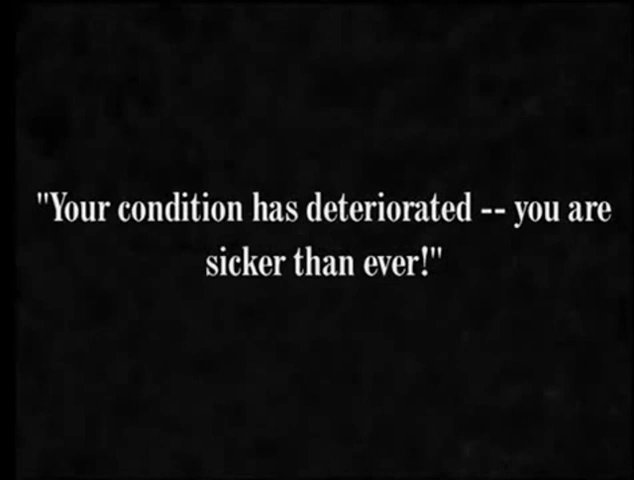 "Your condition has deteriorated -- you are
sicker than ever!"